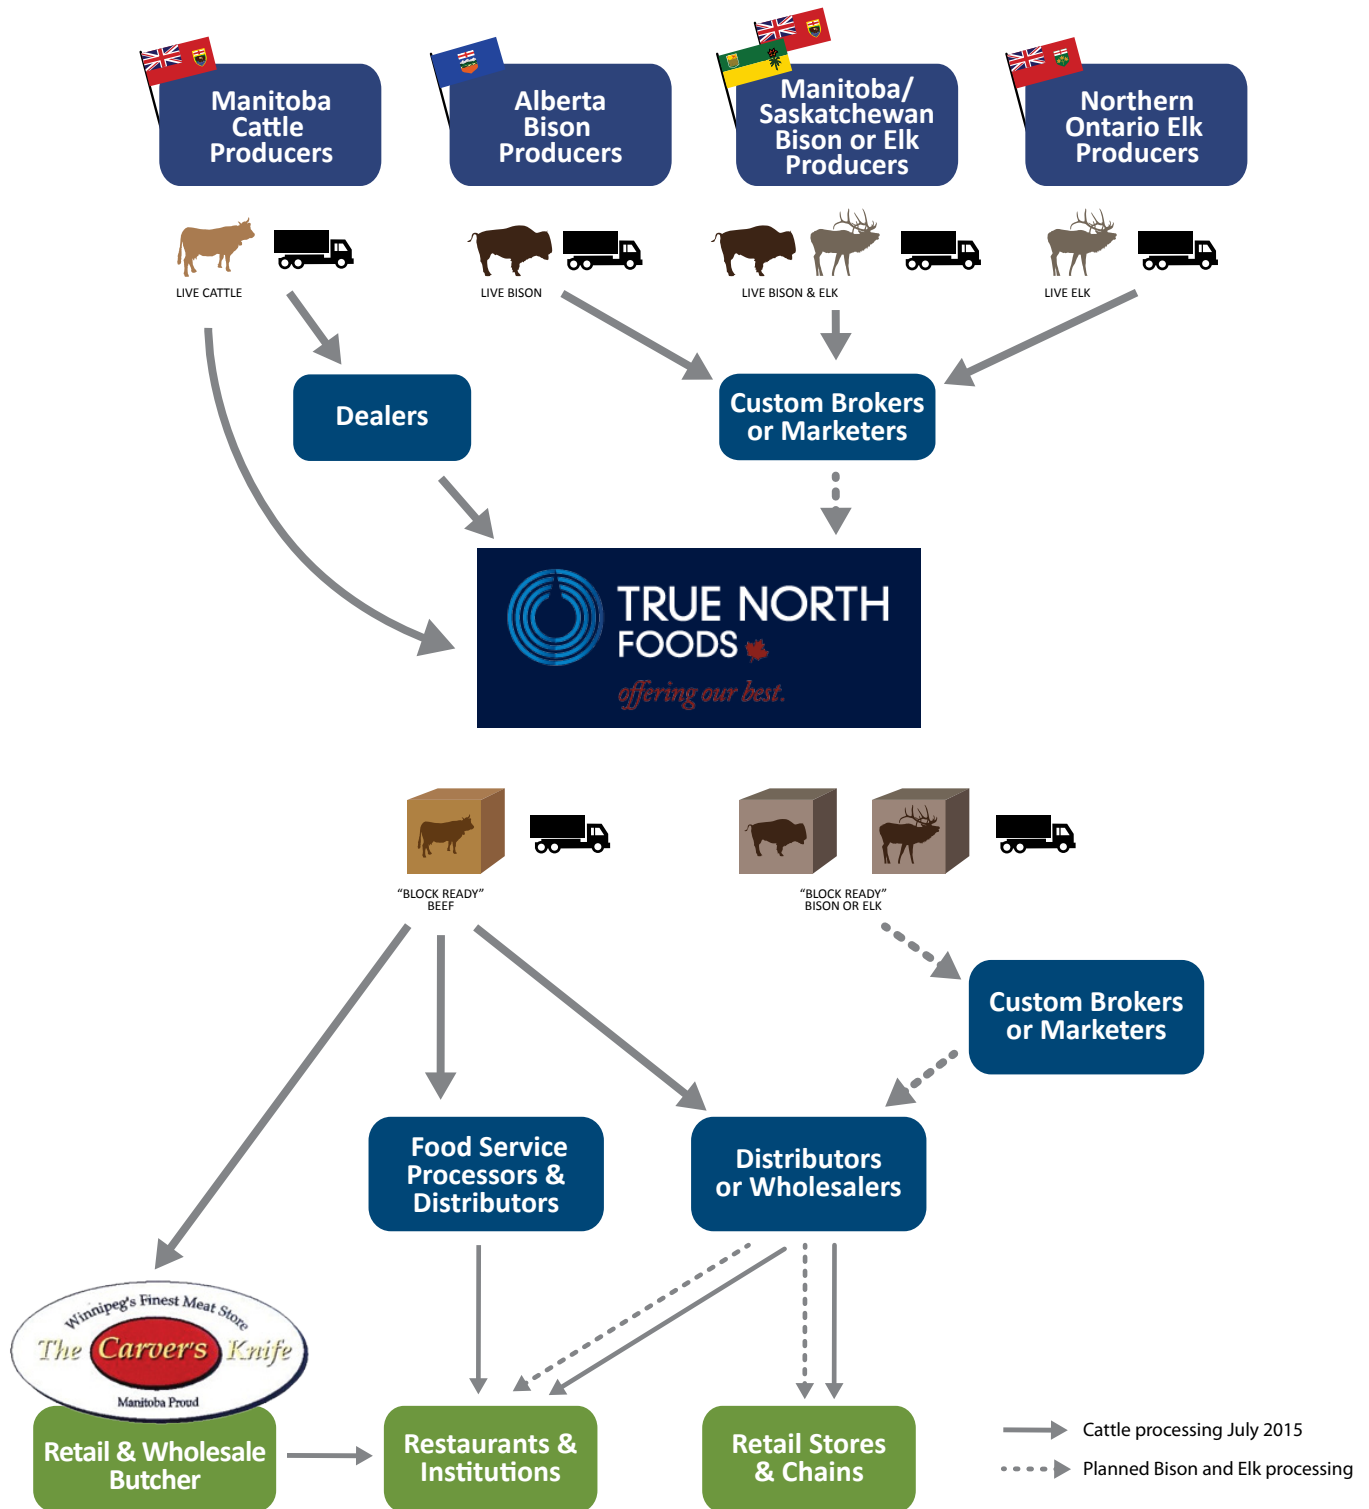 Manitoba
Cattle
Producers
Alberta
Bison
Producers
Manitoba/
Saskatchewan
Bison or Elk
Producers
Northern
Ontario Elk
Producers
LIVE CATTLE
LIVE BISON
LIVE BISON & ELK
LIVE ELK
Dealers
Custom Brokers
or Marketers
TRUE NORTH
FOODS
offering our best.
"BLOCK READY"
BEEF
"BLOCK READY"
BISON OR ELK
Custom Brokers
or Marketers
Food Service
Processors &
Distributors
Distributors
or Wholesalers
Winnipeg's Finest Meat Store
The Carver's Knife
Manitoba Proud
Retail & Wholesale
Butcher
Restaurants &
Institutions
Retail Stores
& Chains
Cattle processing July 2015
Planned Bison and Elk processing